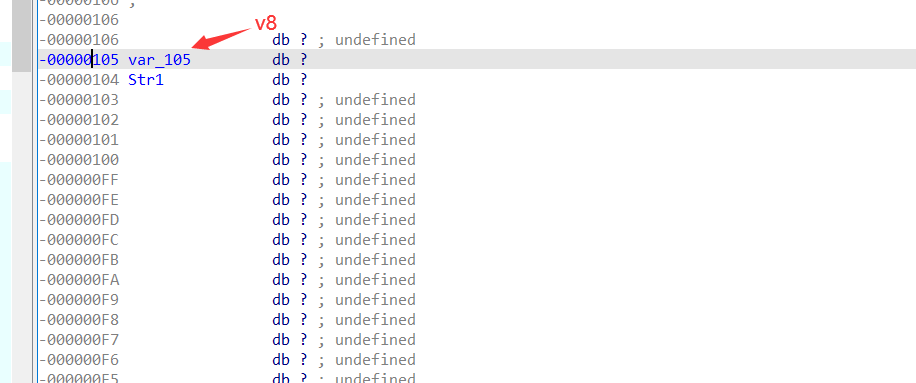 -00000106 ;
-00000106
v8
-00000106 db ? ; undefined
-00000105 var_105 db ?
-00000104 Str1 db ?
-00000103 db ? ; undefined
-00000102 db ? ; undefined
-00000101 db ? ; undefined
-00000100 db ? ; undefined
-000000FF db ? ; undefined
-000000FE db ? ; undefined
-000000FD db ? ; undefined
-000000FC db ? ; undefined
-000000FB db ? ; undefined
-000000FA db ? ; undefined
-000000F9 db ? ; undefined
-000000F8 db ? ; undefined
-000000F7 db ? ; undefined
-000000F6 db ? ; undefined
-000000F5 db ? ; undefined